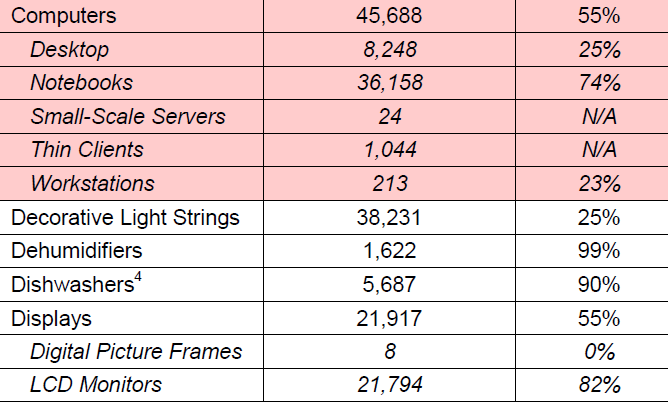 Computers 45,688 55%
Desktop 8,248 25%
Notebooks 36,158 74%
Small-Scale Servers 24 N/A
Thin Clients 1,044 N/A
Workstations 213 23%
Decorative Light Strings 38,231 25%
Dehumidifiers 1,622 99%
Dishwashers4 5,687 90%
Displays 21,917 55%
Digital Picture Frames 8 0%
LCD Monitors 21,794 82%